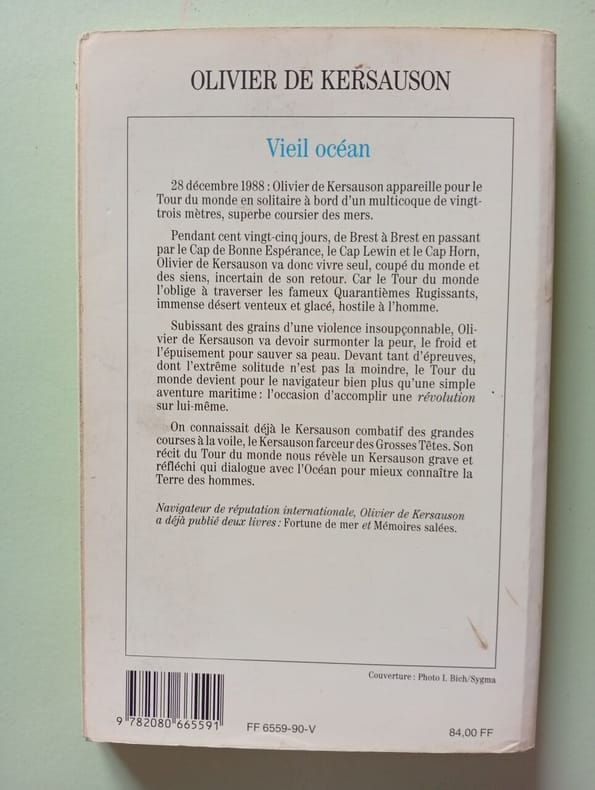 OLIVIER DE KERSAUSON
Vieil océan
28 décembre 1988 : Olivier de Kersauson appareille pour le
Tour du monde en solitaire à bord d'un multicoque de vingt-
trois mètres, superbe coursier des mers.
Pendant cent vingt-cinq jours, de Brest à Brest en passant
par le Cap de Bonne Espérance, le Cap Lewin et le Cap Horn,
Olivier de Kersauson va donc vivre seul, coupé du monde et
des siens, incertain de son retour. Car le Tour du monde
l'oblige à traverser les fameux Quarantièmes Rugissants,
immense désert venteux et glacé, hostile à l'homme.
Subissant des grains d'une violence insoupçonnable, Oli-
vier de Kersauson va devoir surmonter la peur, le froid et
l'épuisement pour sauver sa peau. Devant tant d'épreuves,
dont l'extrême solitude n'est pas la moindre, le Tour du
monde devient pour le navigateur bien plus qu'une simple
aventure maritime : l'occasion d'accomplir une révolution
sur lui-même.
On connaissait déjà le Kersauson combatif des grandes
courses à la voile, le Kersauson farceur des Grosses Têtes. Son
récit du Tour du monde nous révèle un Kersauson grave et
réfléchi qui dialogue avec l'Océan pour mieux connaître la
Terre des hommes.
Navigateur de réputation internationale, Olivier de Kersauson
a déjà publié deux livres : Fortune de mer et Mémoires salées.
Couverture : Photo I. Bich/Sygma
9 782080 665591
FF 6559-90-V
84,00 FF